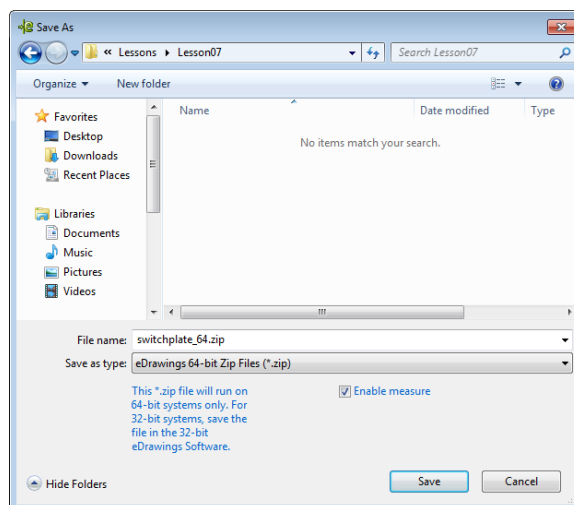 Save As
« Lessons ▸ Lesson07
Search Lesson07
Organize ▾ New folder
Name Date modified Type
No items match your search.
Favorites
Desktop
Downloads
Recent Places
Libraries
Documents
Music
Pictures
Videos
File name: switchplate_64.zip
Save as type: eDrawings 64-bit Zip Files (*.zip)
This *.zip file will run on
64-bit systems only. For
32-bit systems, save the
file in the 32-bit
eDrawings Software.
Enable measure
Hide Folders
Save Cancel